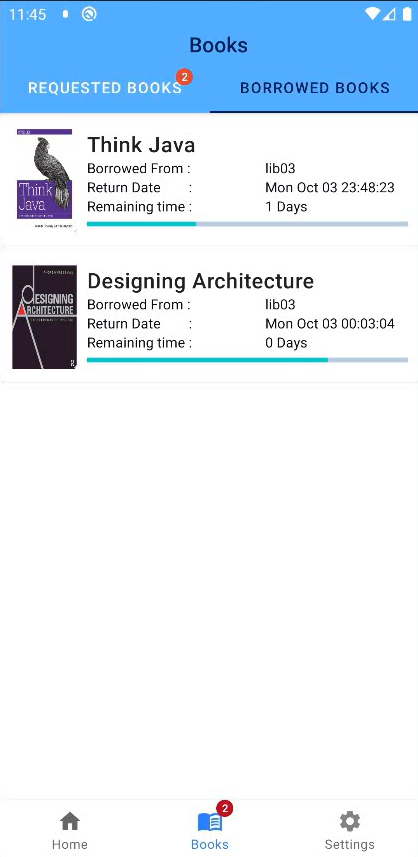 11:45
Books
REQUESTED BOOKS 2
BORROWED BOOKS
Think Java
Borrowed From : lib03
Return Date : Mon Oct 03 23:48:23
Remaining time : 1 Days
Think
Java
Designing Architecture
Borrowed From : lib03
Return Date : Mon Oct 03 00:03:04
Remaining time : 0 Days
DESIGNING
ARCHITECTURE
2
Home
Books
Settings